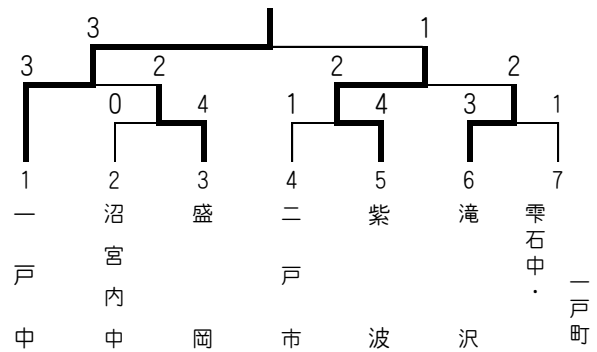 3 1
3 2 2 2
0 4 1 4 3 1
1 2 3 4 5 6 7
一戸中
沼宮内中
盛岡
二戸市
紫波
滝沢
雫石中・
一戸町